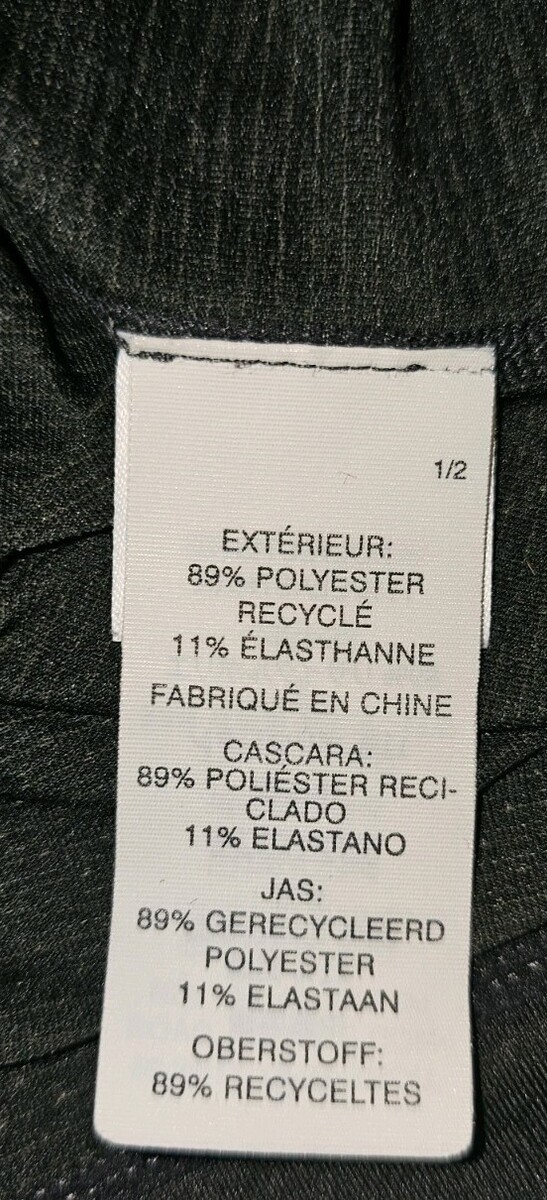 1/2
EXTÉRIEUR:
89% POLYESTER
RECYCLÉ
11% ÉLASTHANNE
FABRIQUÉ EN CHINE
CASCARA:
89% POLIÉSTER RECI-
CLADO
11% ELASTANO
JAS:
89% GERECYCLEERD
POLYESTER
11% ELASTAAN
OBERSTOFF:
89% RECYCELTES